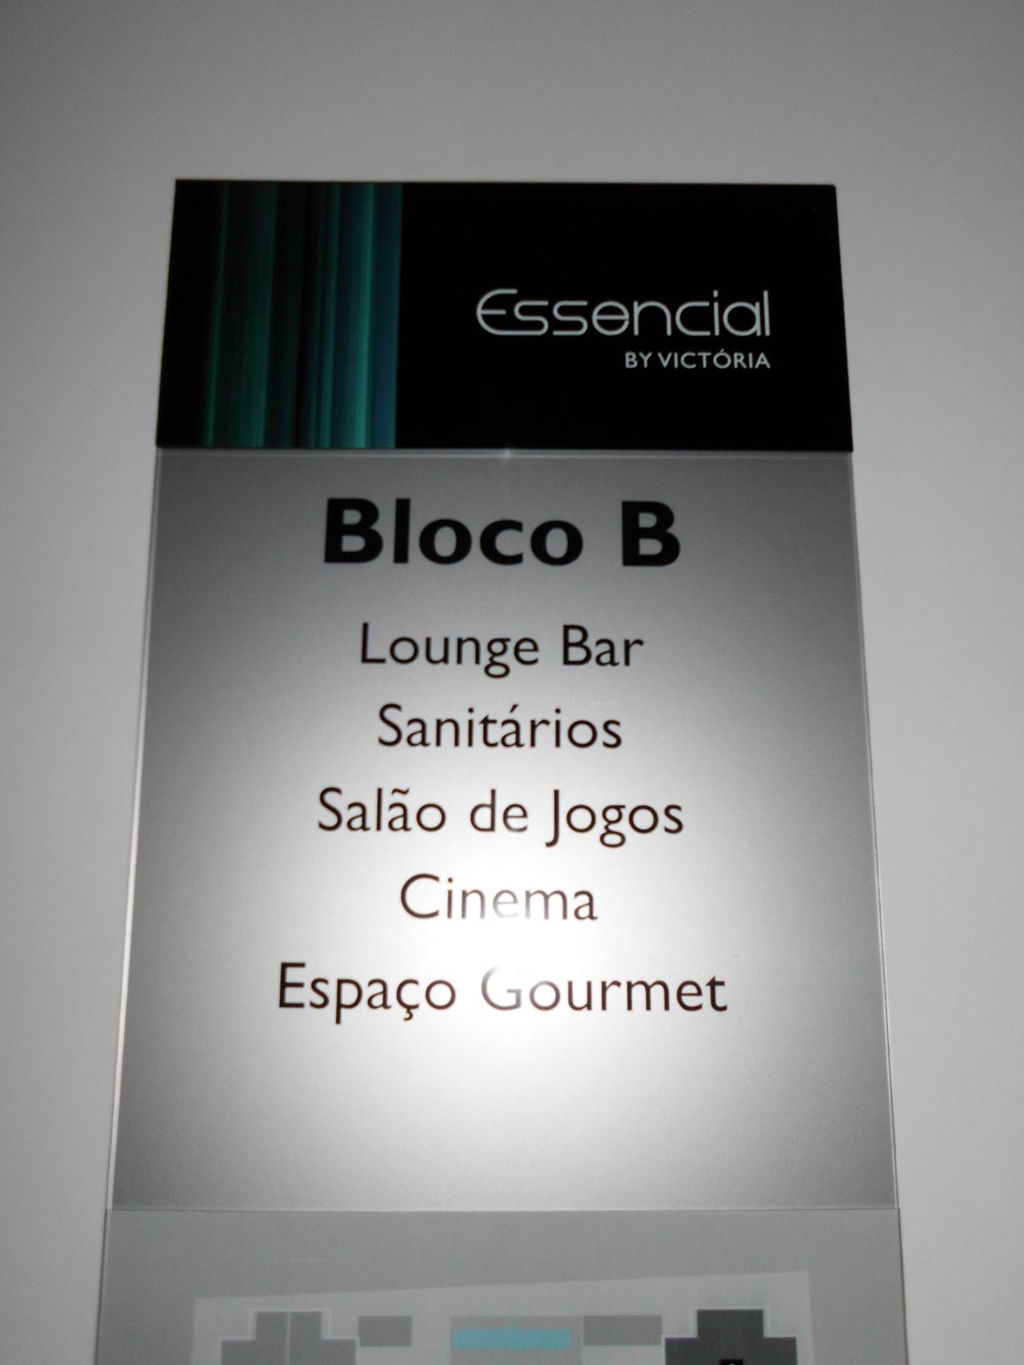 Essencial
BY VICTÓRIA
Bloco B
Lounge Bar
Sanitários
Salão de Jogos
Cinema
Espaço Gourmet